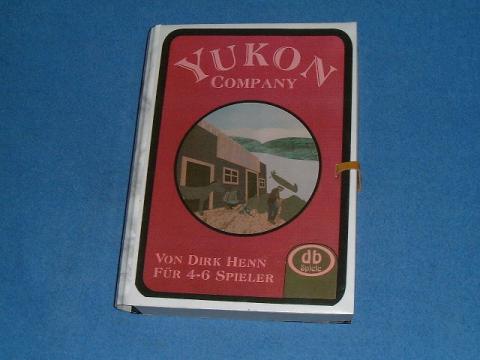 YUKON
COMPANY
VON DIRK HENN
FÜR 4-6 SPIELER
db
Spiele